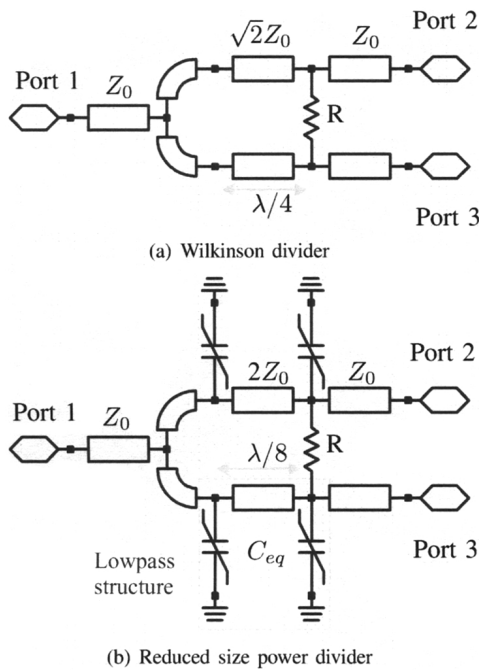 √2Z₀
Z₀
Port 2
Port 1
Z₀
R
λ/4
Port 3
(a) Wilkinson divider
2Z₀
Z₀
Port 2
Port 1
Z₀
λ/8
R
Lowpass
structure
C_eq
Port 3
(b) Reduced size power divider